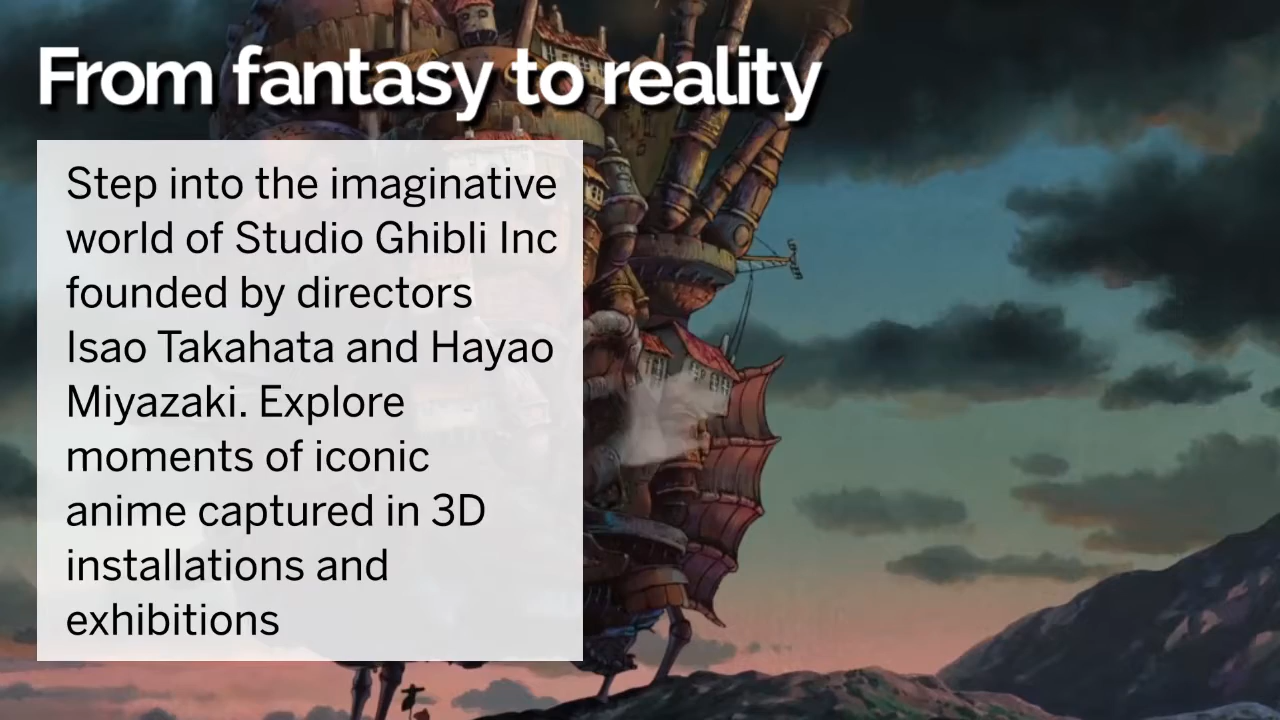 From fantasy to reality
Step into the imaginative
world of Studio Ghibli Inc
founded by directors
Isao Takahata and Hayao
Miyazaki. Explore
moments of iconic
anime captured in 3D
installations and
exhibitions